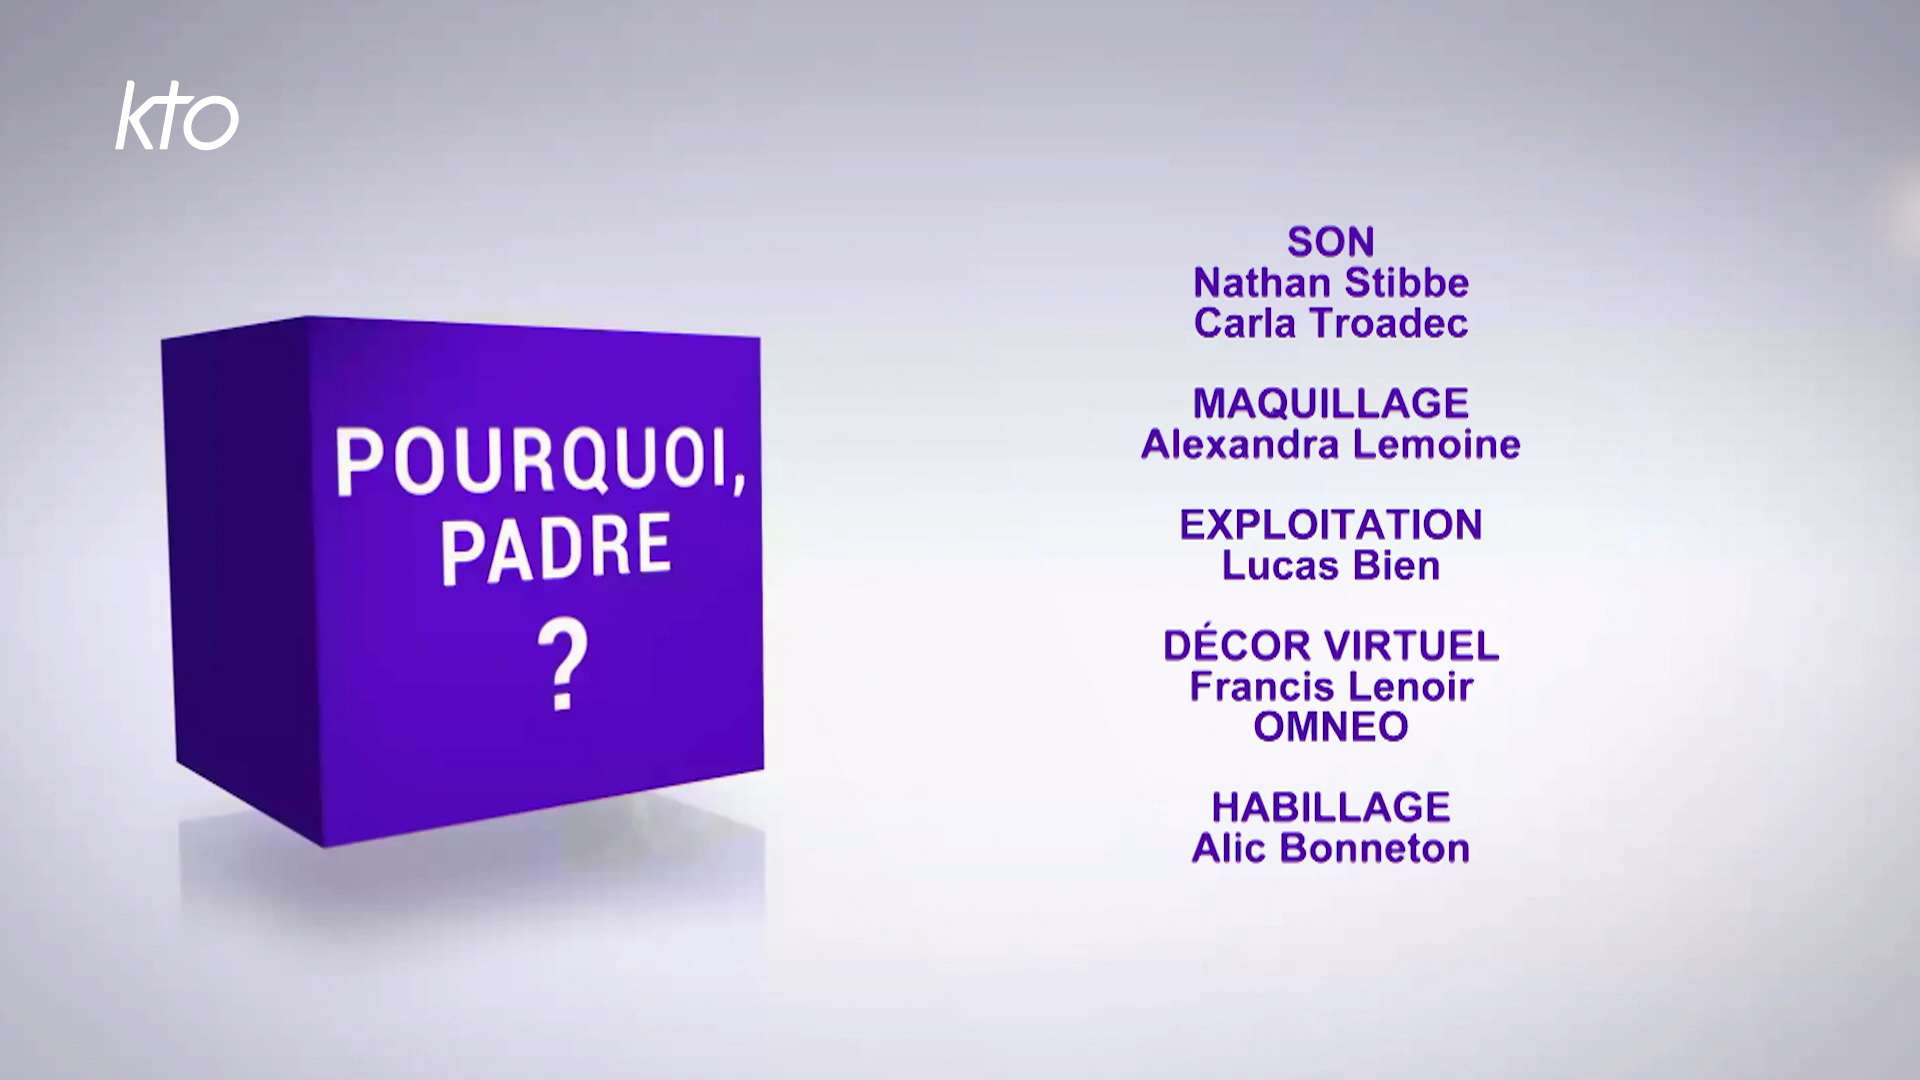 kto
POURQUOI,
PADRE
?
SON
Nathan Stibbe
Carla Troadec
MAQUILLAGE
Alexandra Lemoine
EXPLOITATION
Lucas Bien
DÉCOR VIRTUEL
Francis Lenoir
OMNEO
HABILLAGE
Alic Bonneton